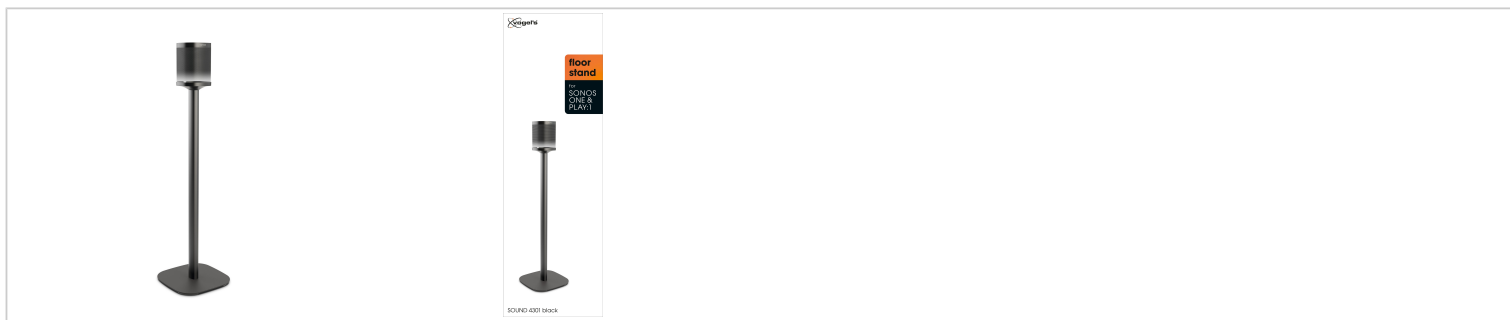 vogel's
floor
stand
for
SONOS
ONE &
PLAY:1
SOUND 4301 black